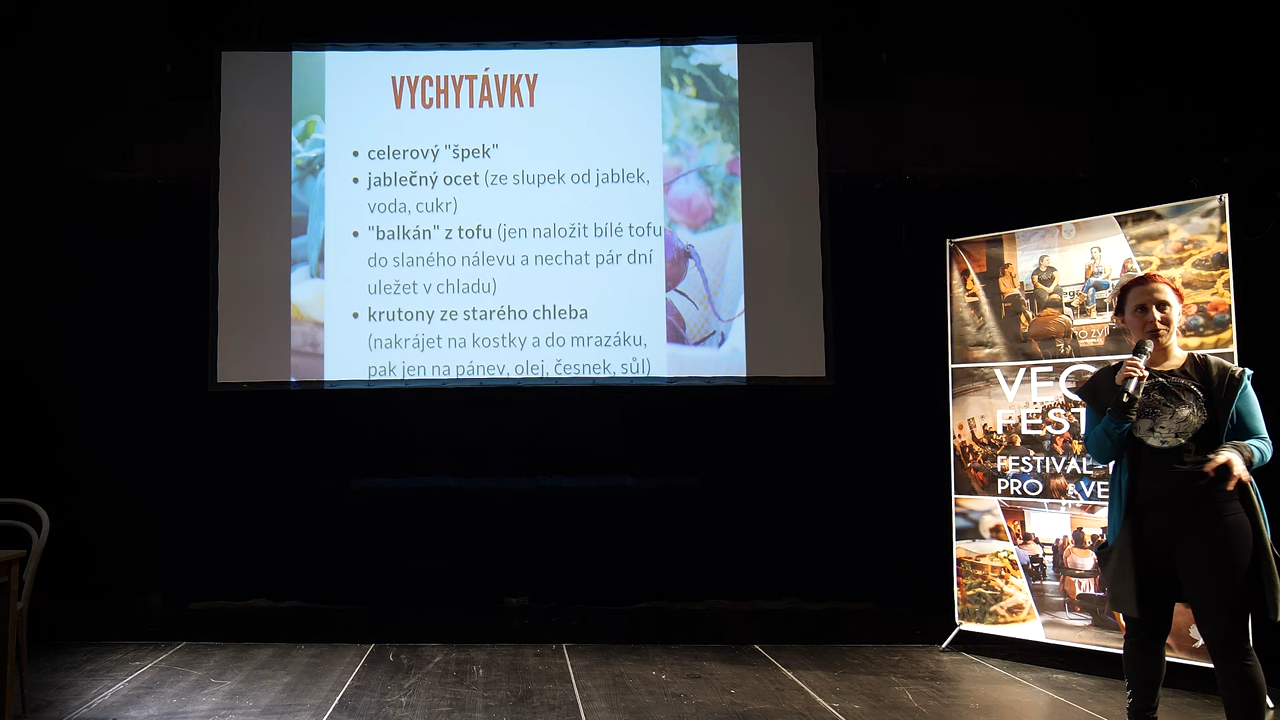 VYCHYTÁVKY
• celerový "špek"
• jablečný ocet (ze slupek od jablek,
voda, cukr)
• "balkán" z tofu (jen naložit bílé tofu
do slaného nálevu a nechat pár dní
uležet v chladu)
• krutony ze starého chleba
(nakrájet na kostky a do mrazáku,
pak jen na pánev, olej, česnek, sůl)
FEST
FESTIVAL
PRO